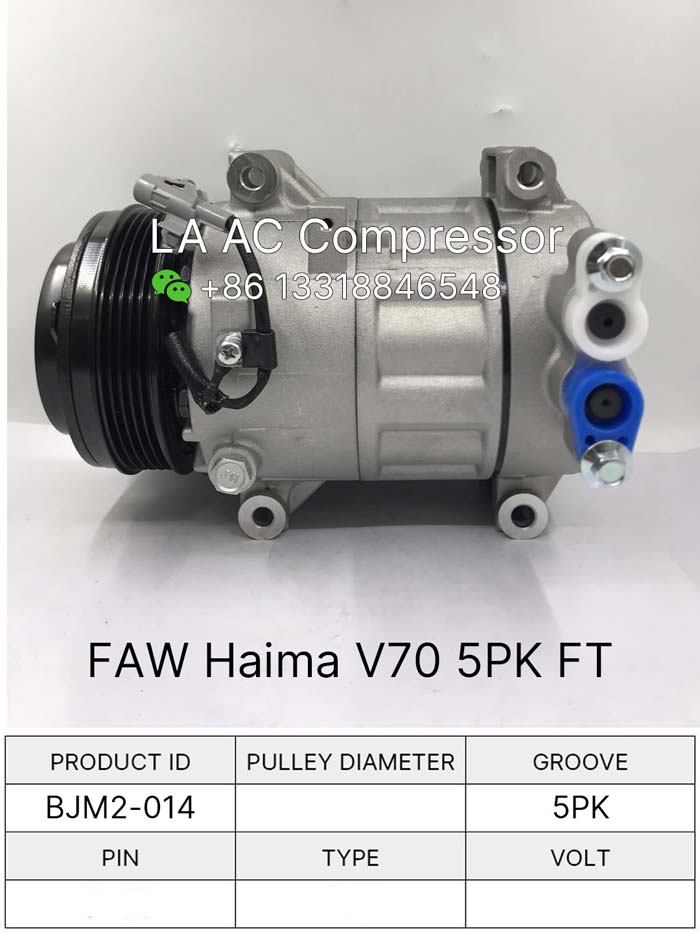 LA AC Compressor
+86 13318846548
FAW Haima V70 5PK FT
PRODUCT ID PULLEY DIAMETER GROOVE
BJM2-014 5PK
PIN TYPE VOLT